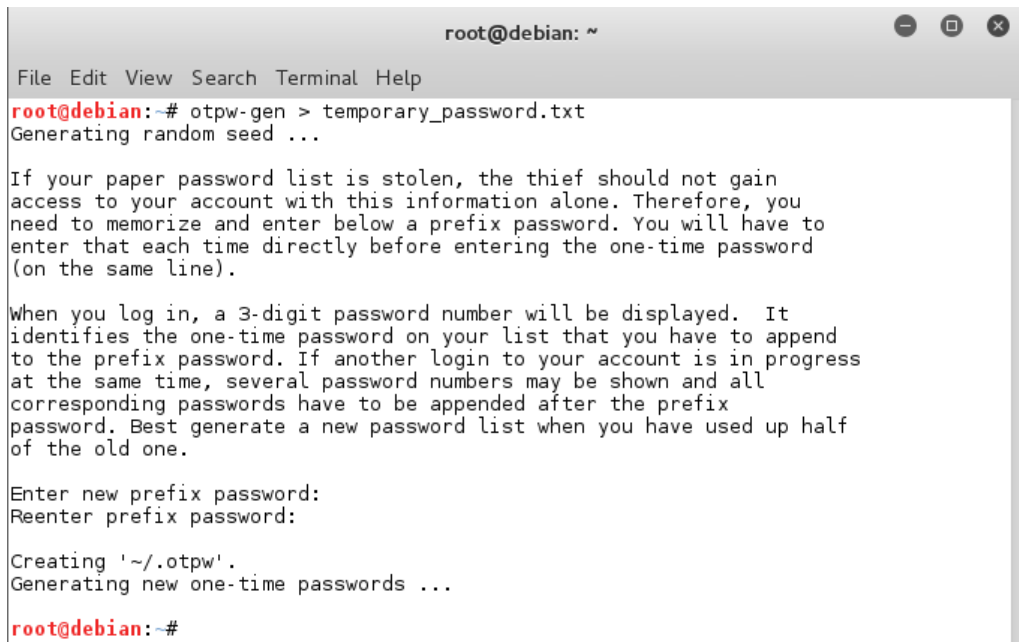 root@debian: ~
File Edit View Search Terminal Help
root@debian:~# otpw-gen > temporary_password.txt
Generating random seed ...
If your paper password list is stolen, the thief should not gain
access to your account with this information alone. Therefore, you
need to memorize and enter below a prefix password. You will have to
enter that each time directly before entering the one-time password
(on the same line).
When you log in, a 3-digit password number will be displayed.  It
identifies the one-time password on your list that you have to append
to the prefix password. If another login to your account is in progress
at the same time, several password numbers may be shown and all
corresponding passwords have to be appended after the prefix
password. Best generate a new password list when you have used up half
of the old one.
Enter new prefix password:
Reenter prefix password:
Creating '~/.otpw'.
Generating new one-time passwords ...
root@debian:~#